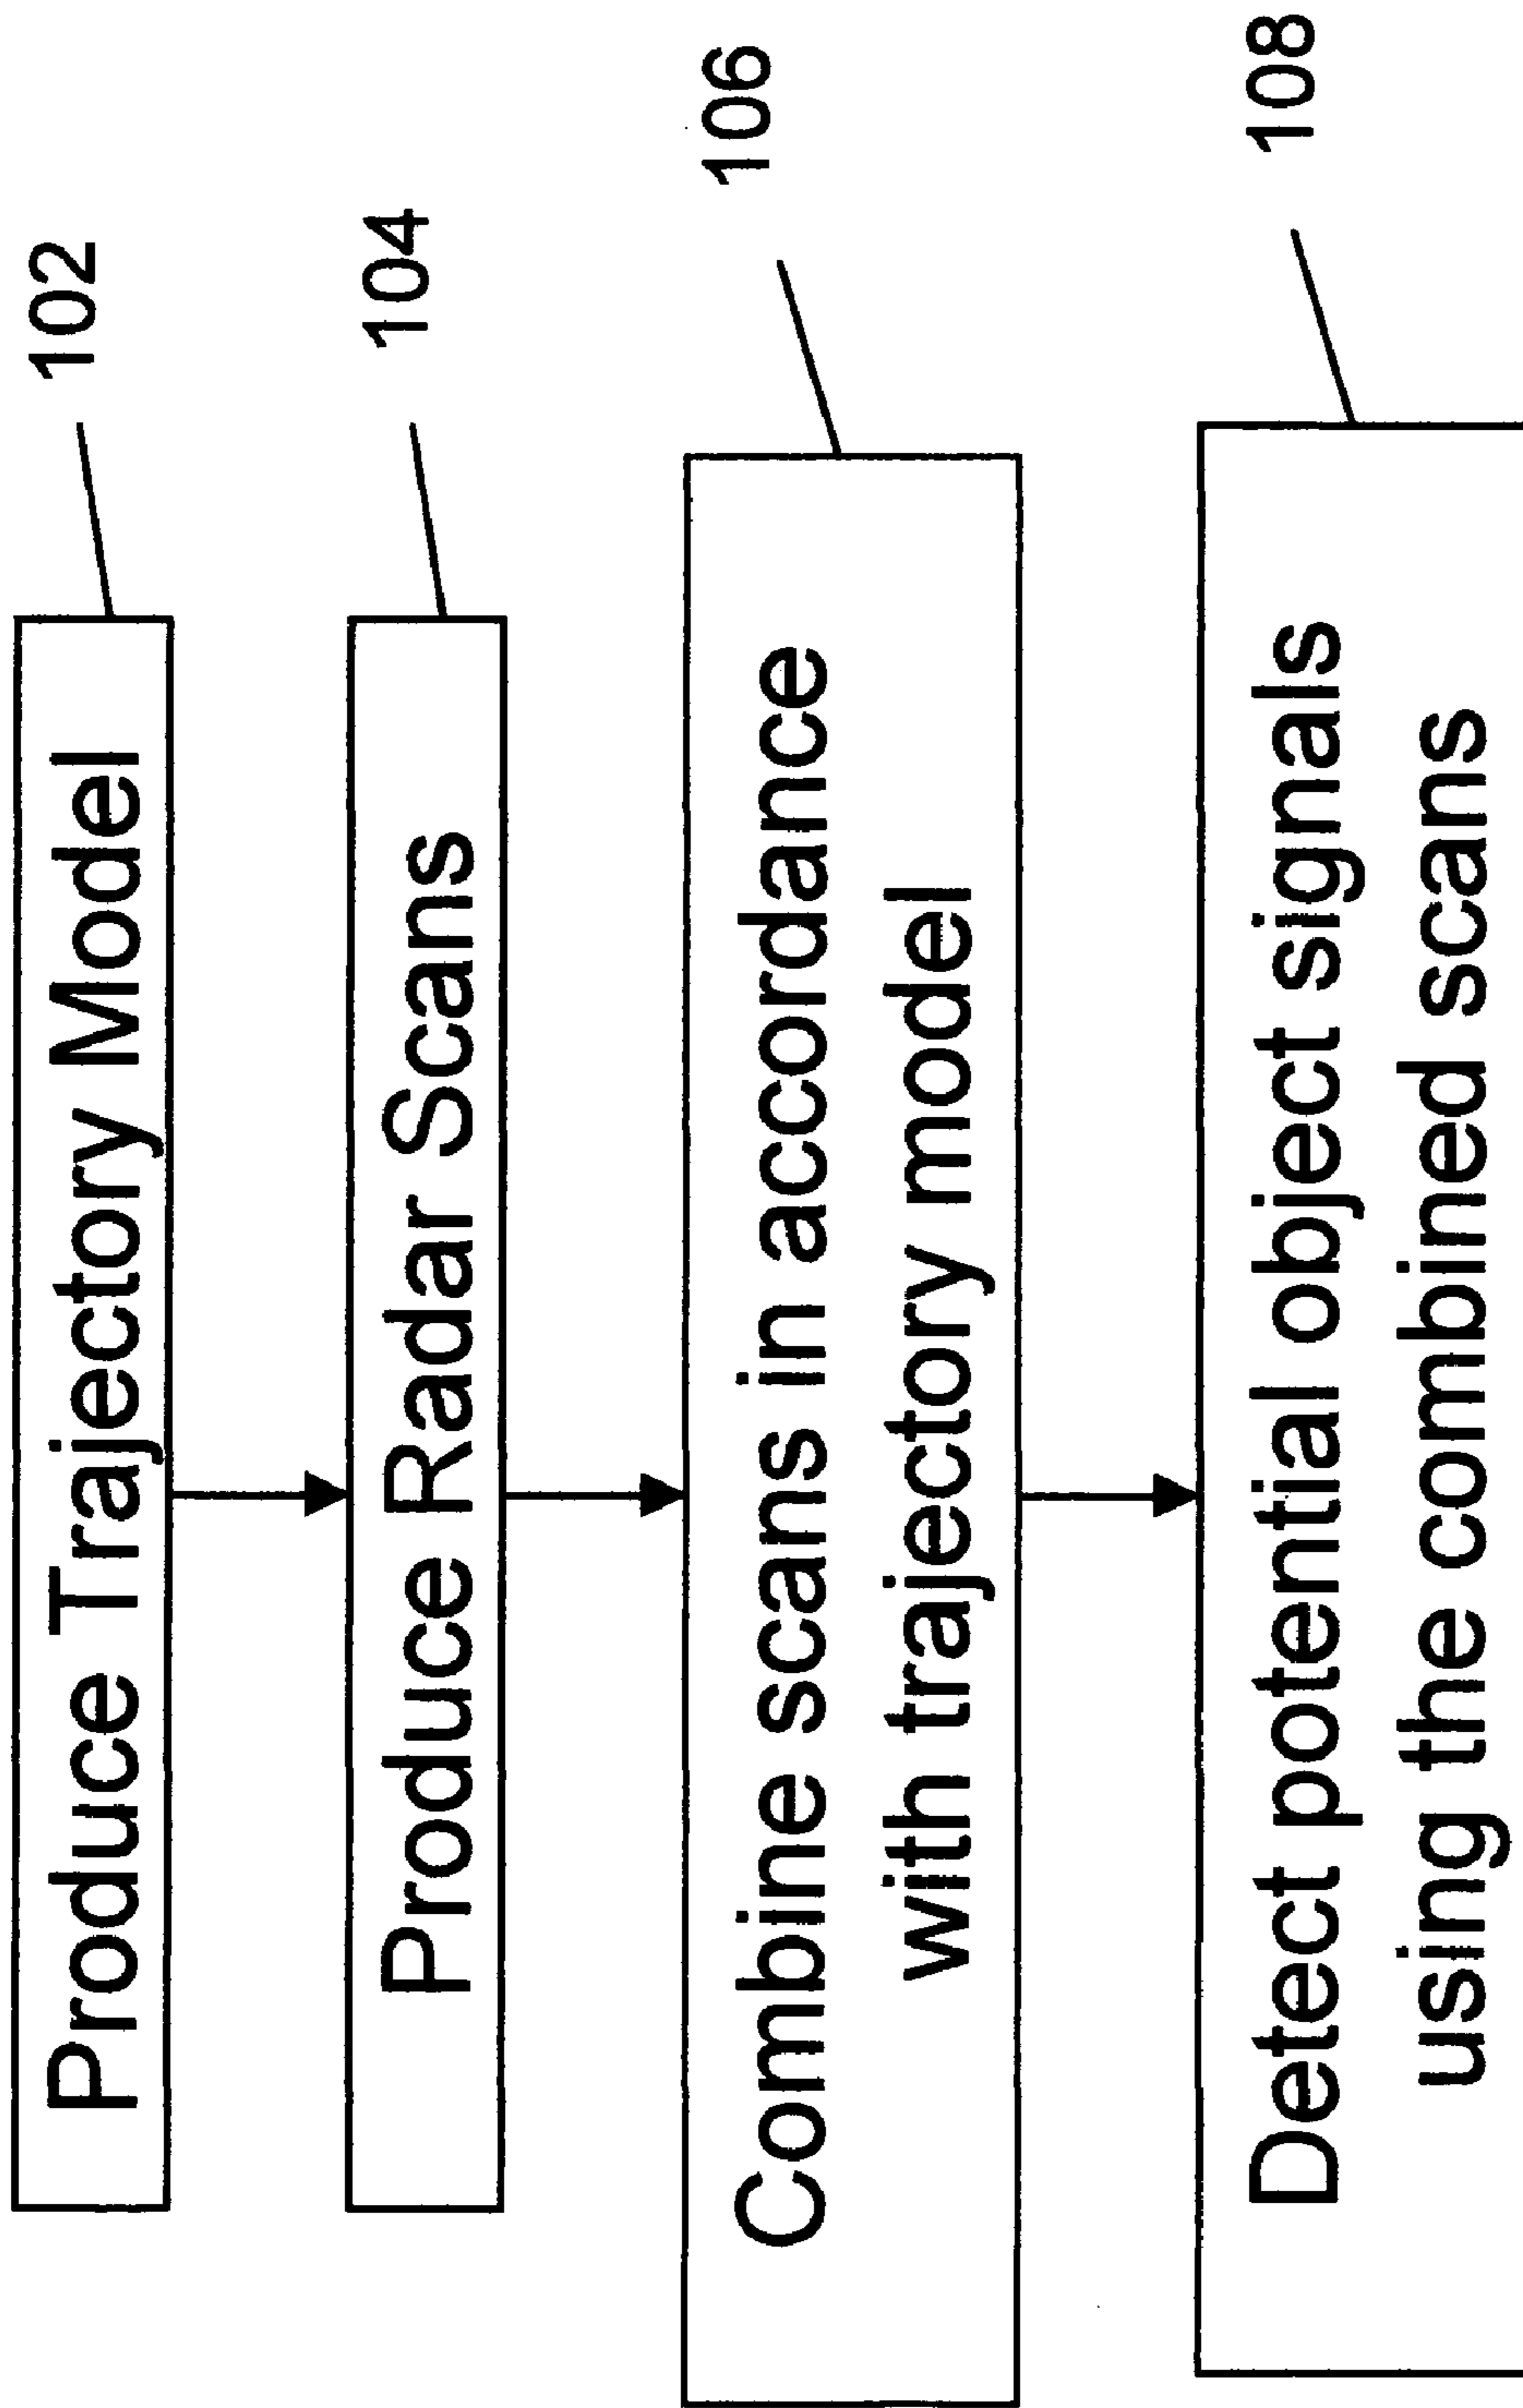 Produce Trajectory Model
102
Produce Radar Scans
104
Combine scans in accordance
with trajectory model
106
Detect potential object signals
using the combined scans
108